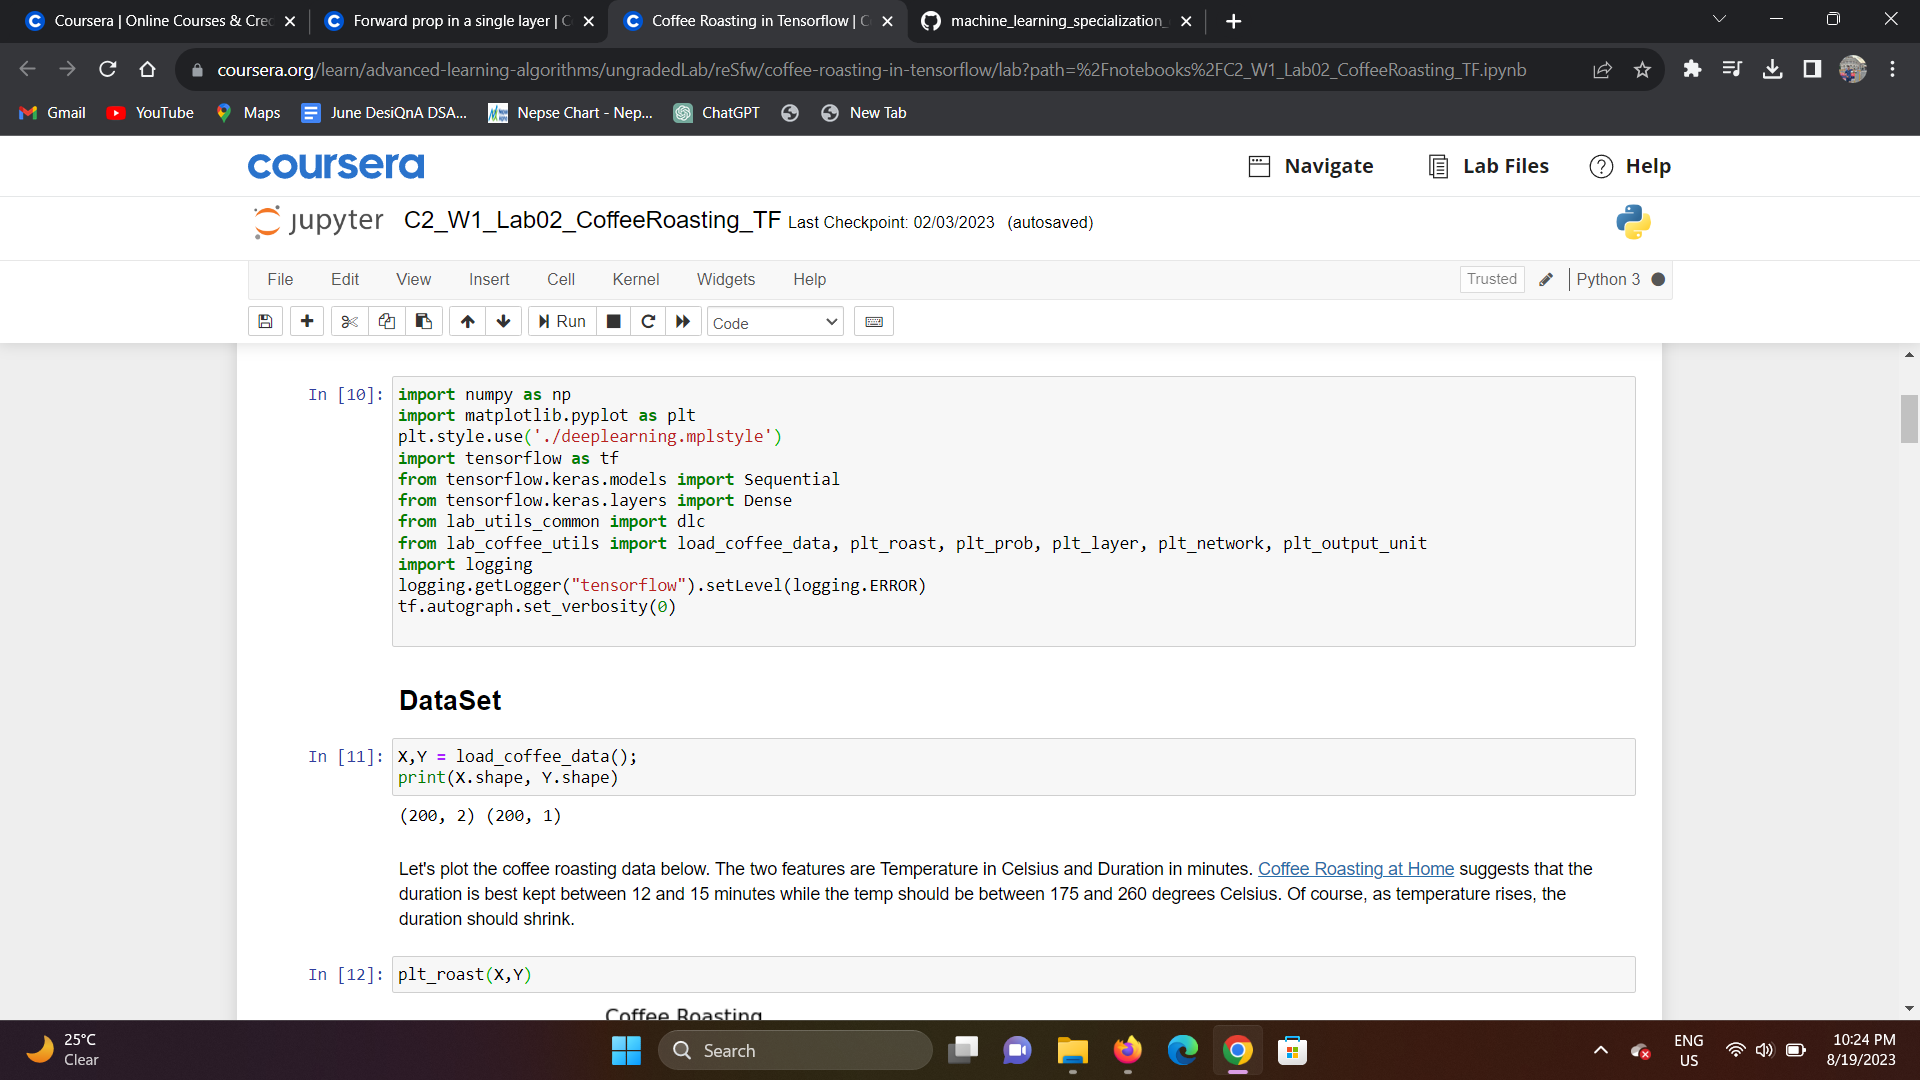 Coursera | Online Courses & Cre
Forward prop in a single layer | C
Coffee Roasting in Tensorflow | C
machine_learning_specialization_
coursera.org/learn/advanced-learning-algorithms/ungradedLab/reSfw/coffee-roasting-in-tensorflow/lab?path=%2Fnotebooks%2FC2_W1_Lab02_CoffeeRoasting_TF.ipynb
Gmail YouTube Maps June DesiQnA DSA... Nepse Chart - Nep... ChatGPT New Tab
coursera Navigate Lab Files Help
jupyter C2_W1_Lab02_CoffeeRoasting_TF Last Checkpoint: 02/03/2023 (autosaved)
File Edit View Insert Cell Kernel Widgets Help Trusted Python 3
Run Code
In [10]: import numpy as np
import matplotlib.pyplot as plt
plt.style.use('./deeplearning.mplstyle')
import tensorflow as tf
from tensorflow.keras.models import Sequential
from tensorflow.keras.layers import Dense
from lab_utils_common import dlc
from lab_coffee_utils import load_coffee_data, plt_roast, plt_prob, plt_layer, plt_network, plt_output_unit
import logging
logging.getLogger("tensorflow").setLevel(logging.ERROR)
tf.autograph.set_verbosity(0)
DataSet
In [11]: X,Y = load_coffee_data();
print(X.shape, Y.shape)
(200, 2) (200, 1)
Let's plot the coffee roasting data below. The two features are Temperature in Celsius and Duration in minutes. Coffee Roasting at Home suggests that the
duration is best kept between 12 and 15 minutes while the temp should be between 175 and 260 degrees Celsius. Of course, as temperature rises, the
duration should shrink.
In [12]: plt_roast(X,Y)
Coffee Roasting
25°C
Clear
Search
ENG
US
10:24 PM
8/19/2023